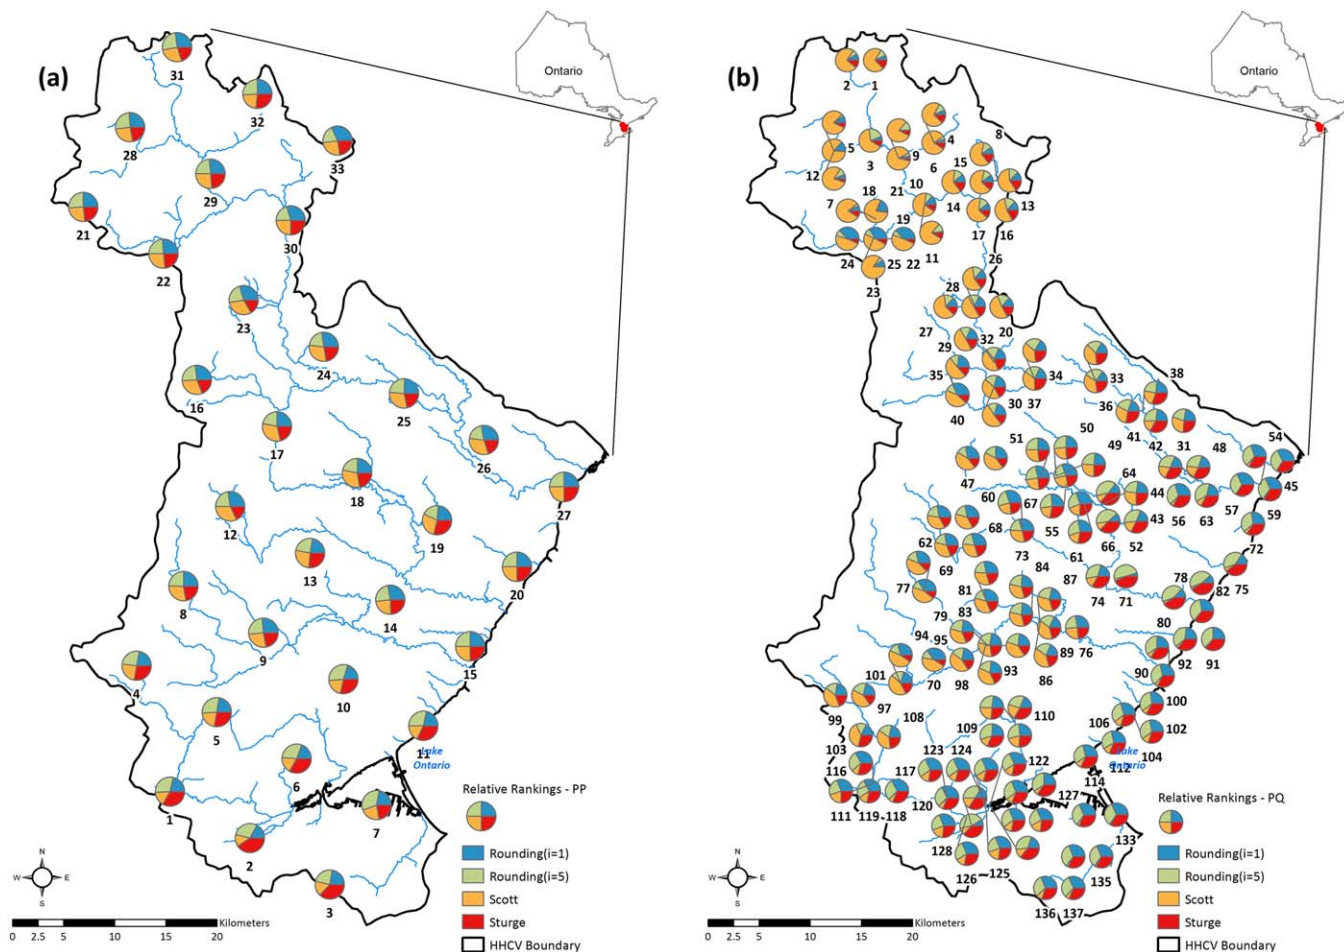 (a)
Ontario
31
32
28
33
29
21
30
22
23
24
16
25
17
26
18
27
12
19
13
20
8
14
9
15
4
10
5
11
Lake
Ontario
6
1
7
2
3
Relative Rankings - PP
Rounding(i=1)
Rounding(i=5)
Scott
Sturge
HHCV Boundary
N
W E
S
Kilometers
0 2.5 5 10 15 20
(b)
Ontario
2 1
8
4
5
3 9 6 15
12 21 10
18 14 13
7 19 17 16
24 25 22 11
23 26
28
27 20
29 32
35 34 33 38
30 37 36
40 41 42 31
50
51 49 48 54
47 64
60 67 44 45
55 43 56 63 57 59
62 68 66 52
69 73 61 72
84 87
77 81 78 75
74 71 82
79 83 80
94 95 89 76 92 91
101 70 98 93 86 90
97 100
99 108 109 110 106 102
103 104
123 124 122 112
116 117 114
Lake
Ontario
120 127
111 119 118
133
128 125
126 135
136 137
Relative Rankings - PQ
Rounding(i=1)
Rounding(i=5)
Scott
Sturge
HHCV Boundary
N
W E
S
Kilometers
0 2.5 5 10 15 20